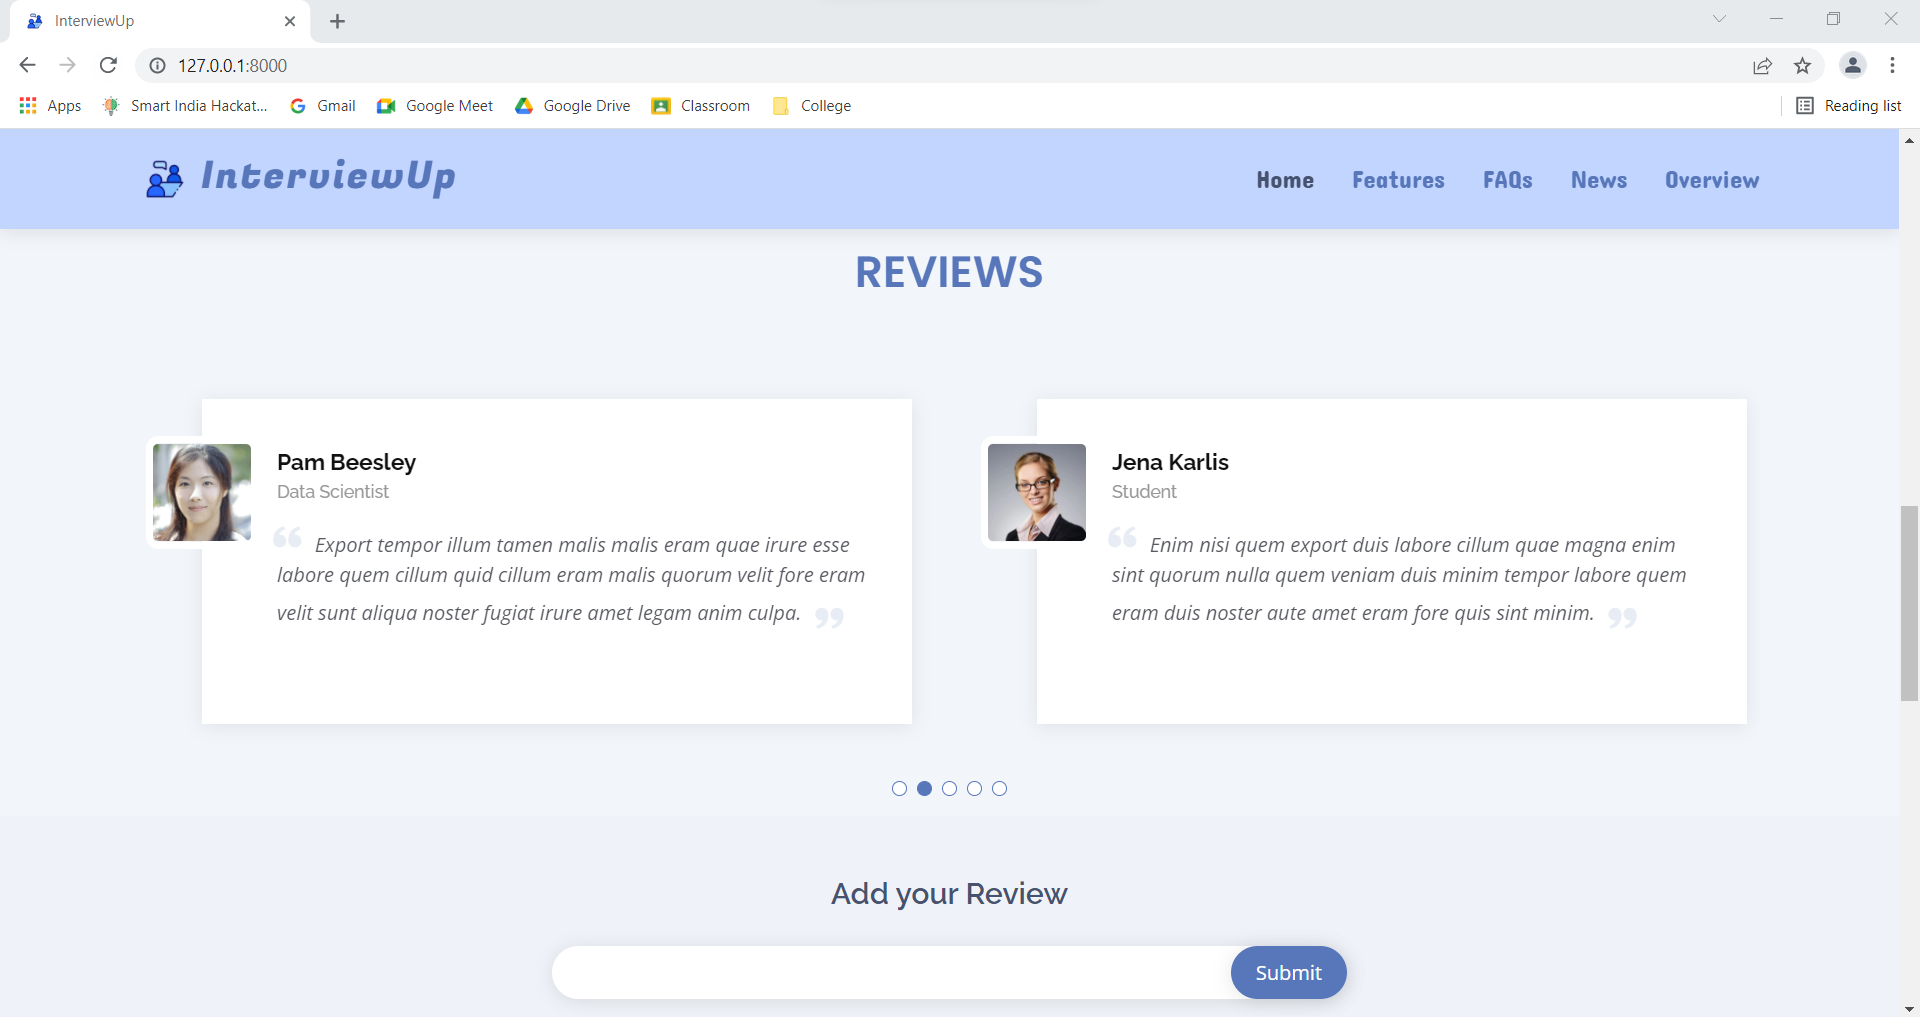 InterviewUp
127.0.0.1:8000
Apps Smart India Hackat... Gmail Google Meet Google Drive Classroom College Reading list
InterviewUp
Home Features FAQs News Overview
REVIEWS
Pam Beesley
Data Scientist
Export tempor illum tamen malis malis eram quae irure esse
labore quem cillum quid cillum eram malis quorum velit fore eram
velit sunt aliqua noster fugiat irure amet legam anim culpa.
Jena Karlis
Student
Enim nisi quem export duis labore cillum quae magna enim
sint quorum nulla quem veniam duis minim tempor labore quem
eram duis noster aute amet eram fore quis sint minim.
Add your Review
Submit